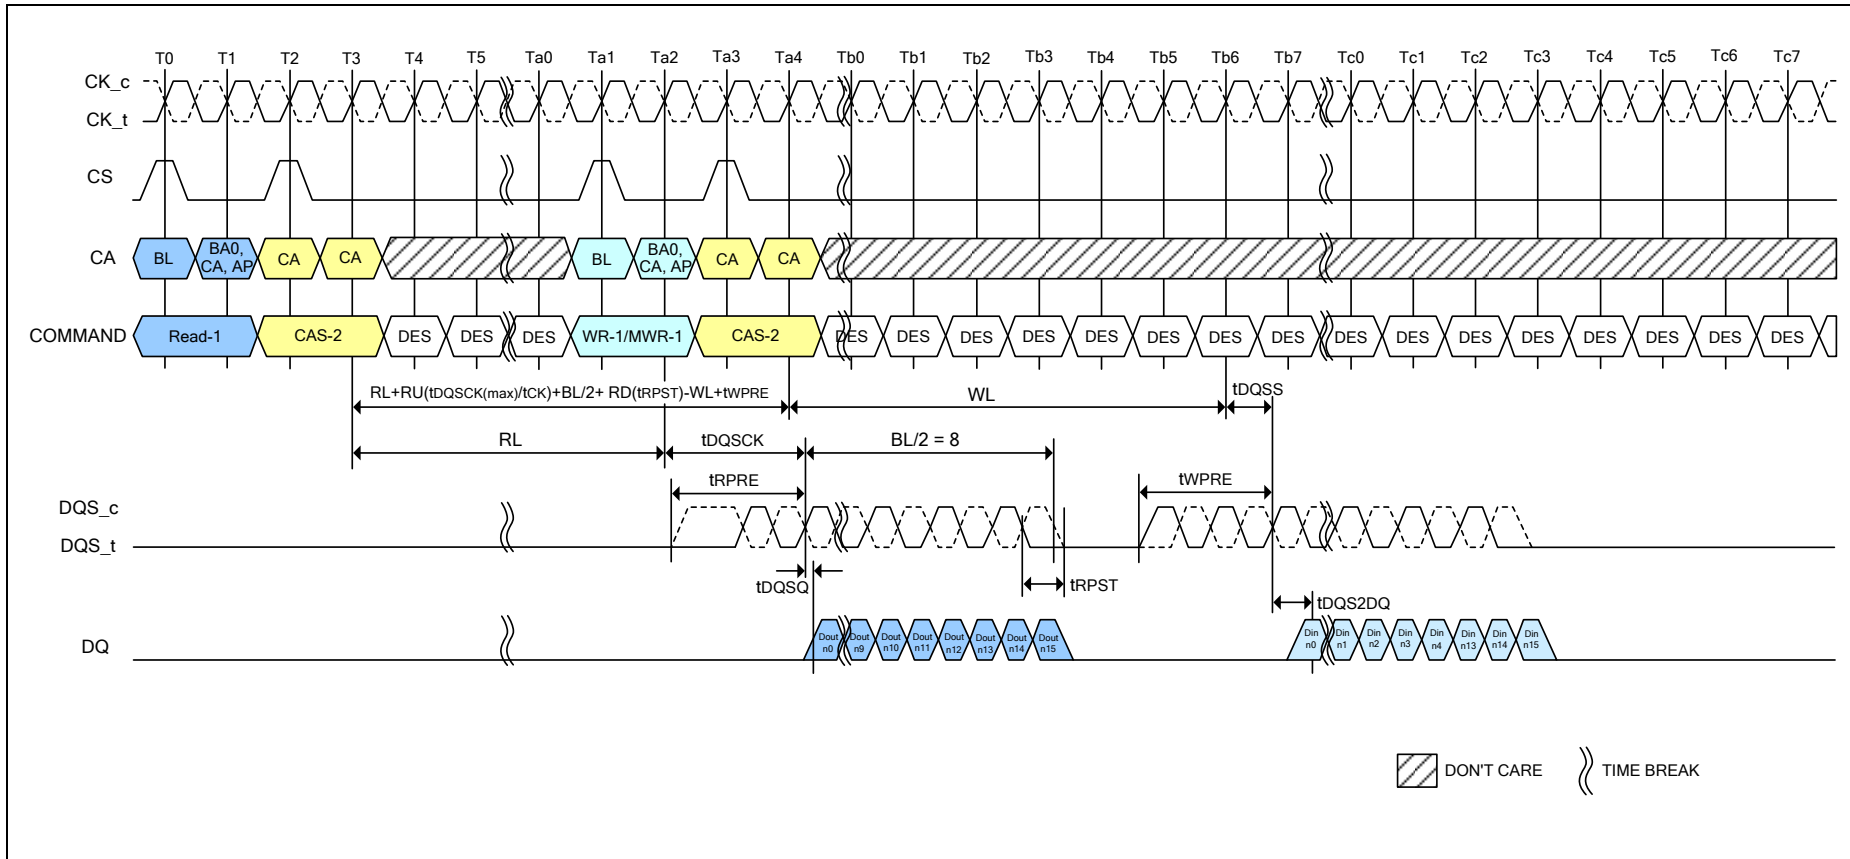 T0 T1 T2 T3 T4 T5 Ta0 Ta1 Ta2 Ta3 Ta4 Tb0 Tb1 Tb2 Tb3 Tb4 Tb5 Tb6 Tb7 Tc0 Tc1 Tc2 Tc3 Tc4 Tc5 Tc6 Tc7
CK_c
CK_t
CS
CA BL BA0, CA, AP CA CA BL BA0, CA, AP CA CA
COMMAND Read-1 CAS-2 DES DES DES WR-1/MWR-1 CAS-2 DES DES DES DES DES DES DES DES DES DES DES DES DES DES DES DES
RL+RU(tDQSCK(max)/tCK)+BL/2+ RD(tRPST)-WL+tWPRE WL tDQSS
RL tDQSCK BL/2 = 8
tRPRE tWPRE
DQS_c
DQS_t
tDQSQ tRPST tDQS2DQ
DQ Dout n0 Dout n9 Dout n10 Dout n11 Dout n12 Dout n13 Dout n14 Dout n15 Din n0 Din n1 Din n2 Din n3 Din n4 Din n13 Din n14 Din n15
DON'T CARE TIME BREAK